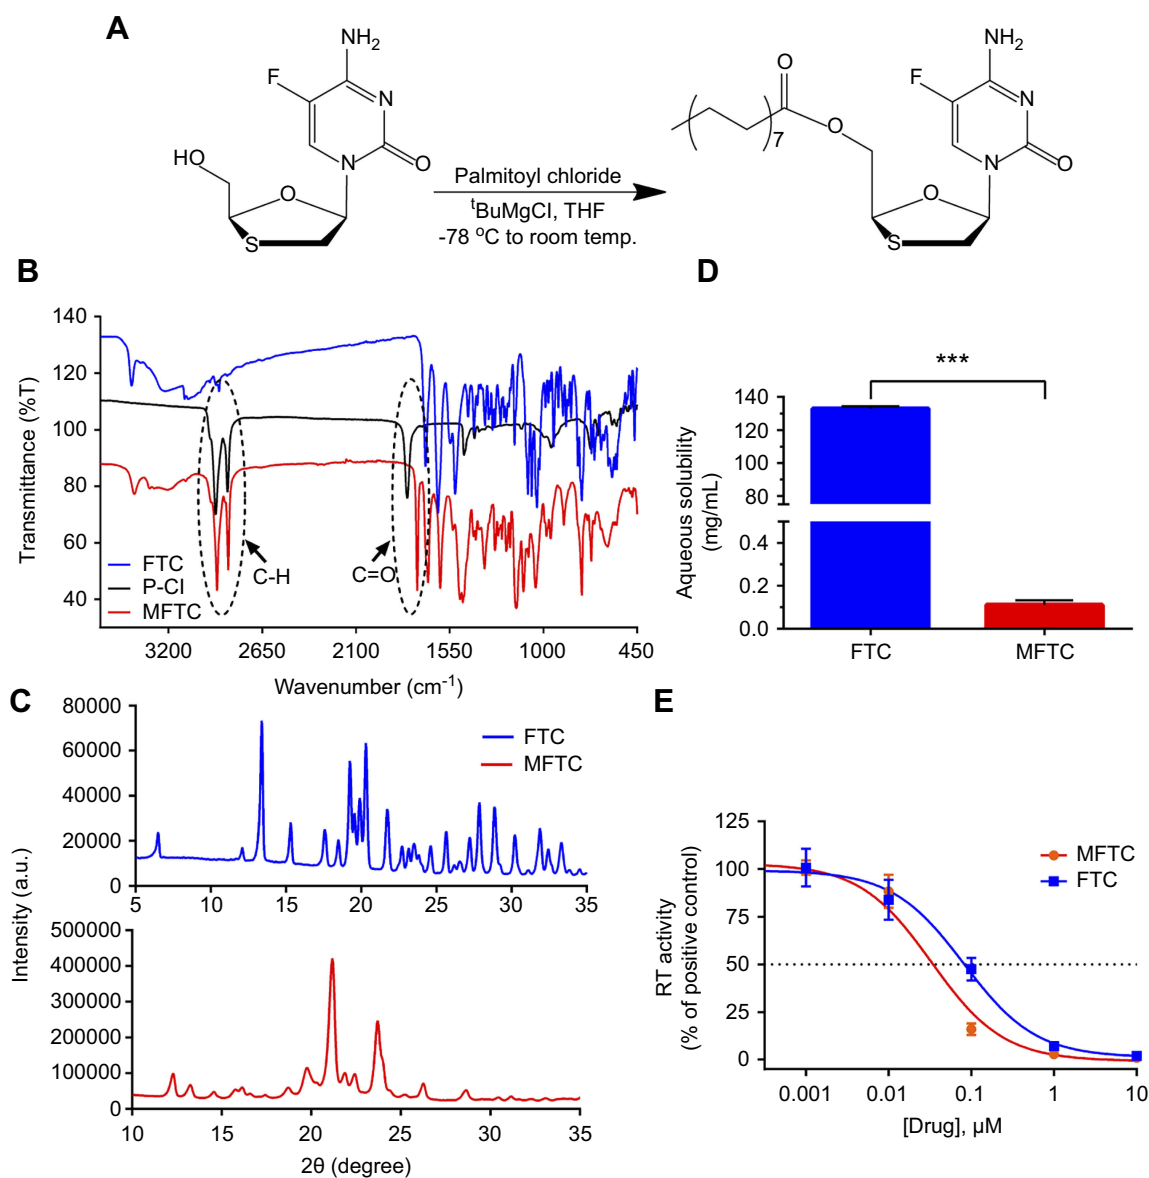 A
NH2
F
N
HO
N
O
O
S
Palmitoyl chloride
tBuMgCl, THF
-78 oC to room temp.
NH2
O
F
N
7
O
N
O
O
S
B
Transmittance (%T)
140
120
100
80
60
40
FTC
P-Cl
MFTC
C-H
C=O
3200 2650 2100 1550 1000 450
Wavenumber (cm-1)
D
***
Aqueous solubility
(mg/mL)
140
120
100
80
0.4
0.2
0.0
FTC MFTC
C
Intensity (a.u.)
80000
60000
40000
20000
0
FTC
MFTC
5 10 15 20 25 30 35
500000
400000
300000
200000
100000
0
10 15 20 25 30 35
2θ (degree)
E
RT activity
(% of positive control)
125
100
75
50
25
0
MFTC
FTC
0.001 0.01 0.1 1 10
[Drug], µM